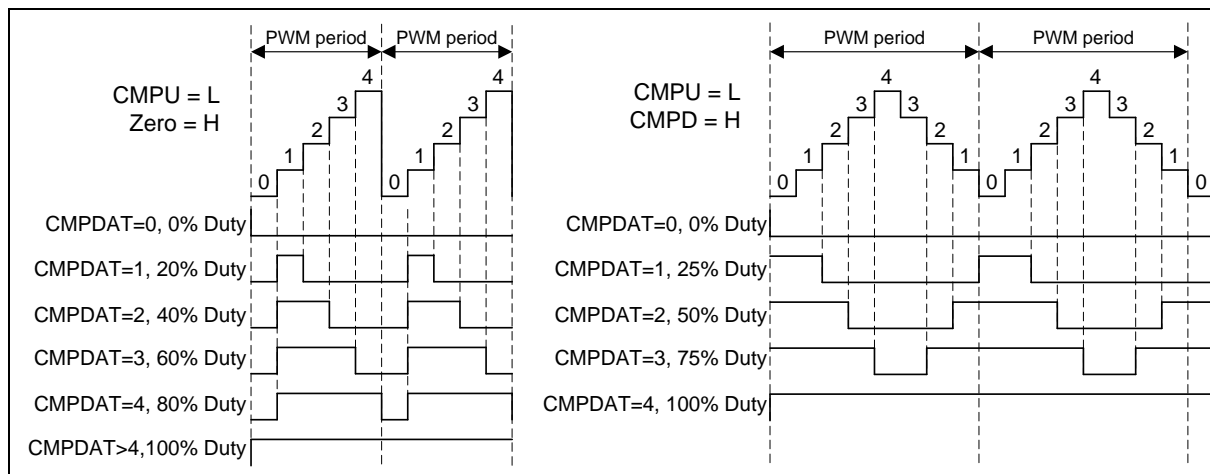 PWM period PWM period
4 4
CMPU = L
Zero = H
3 3
2 2
1 1
0 0
CMPDAT=0, 0% Duty
CMPDAT=1, 20% Duty
CMPDAT=2, 40% Duty
CMPDAT=3, 60% Duty
CMPDAT=4, 80% Duty
CMPDAT>4,100% Duty
PWM period PWM period
4 4
CMPU = L
CMPD = H
3 3 3 3
2 2 2 2
1 1 1 1
0 0 0
CMPDAT=0, 0% Duty
CMPDAT=1, 25% Duty
CMPDAT=2, 50% Duty
CMPDAT=3, 75% Duty
CMPDAT=4, 100% Duty